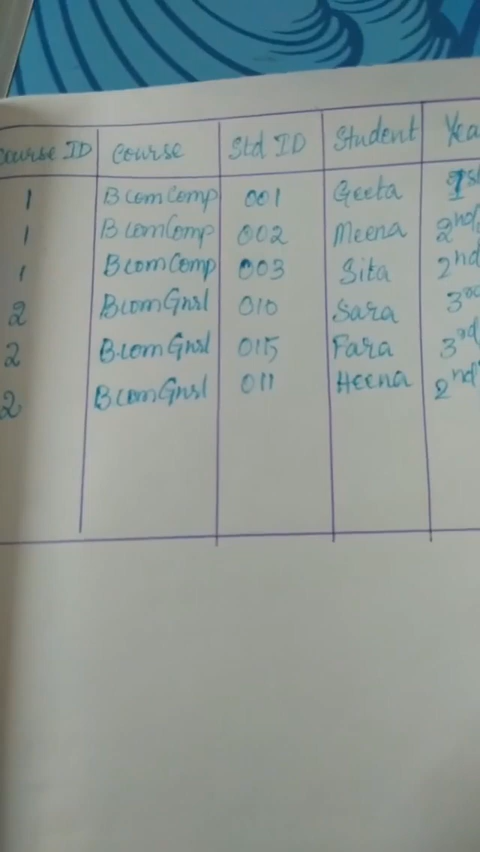 Course ID Course Std ID Student Yea
1 BcomComp 001 Geeta 1st
1 BcomComp 002 Meena 2nd
1 BcomComp 003 Sita 2nd
2 BcomGnrl 010 Sara 3rd
2 BcomGnrl 015 Fara 3rd
2 BcomGnrl 011 Heena 2nd